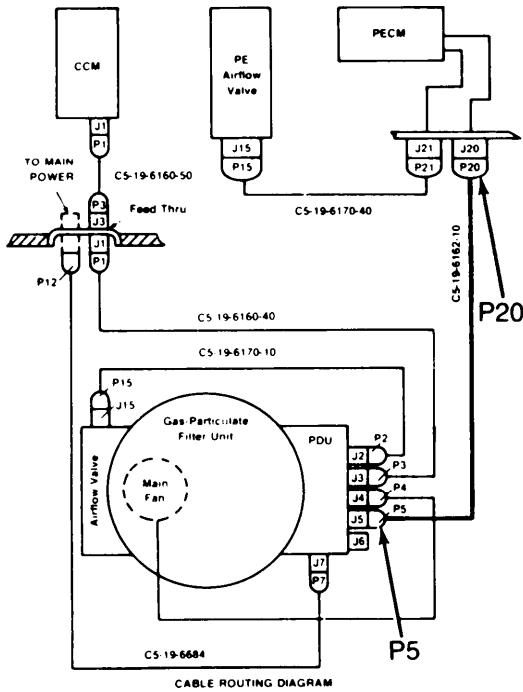 CCM
PE
Airflow
Valve
PECM
J1
P1
J15
P15
J21
P21
J20
P20
TO MAIN
POWER
C5-19-6160-50
P3
J3
Feed Thru
J1
P1
P12
C5-19-6170-40
C5-19-6162-10
P20
C5-19-6160-40
C5-19-6170-10
P15
J15
Gas-Particulate
Filter Unit
PDU
Airflow Valve
Main
Fan
J2
P2
J3
P3
J4
P4
J5
P5
J6
J7
P7
P5
C5-19-6684
CABLE ROUTING DIAGRAM